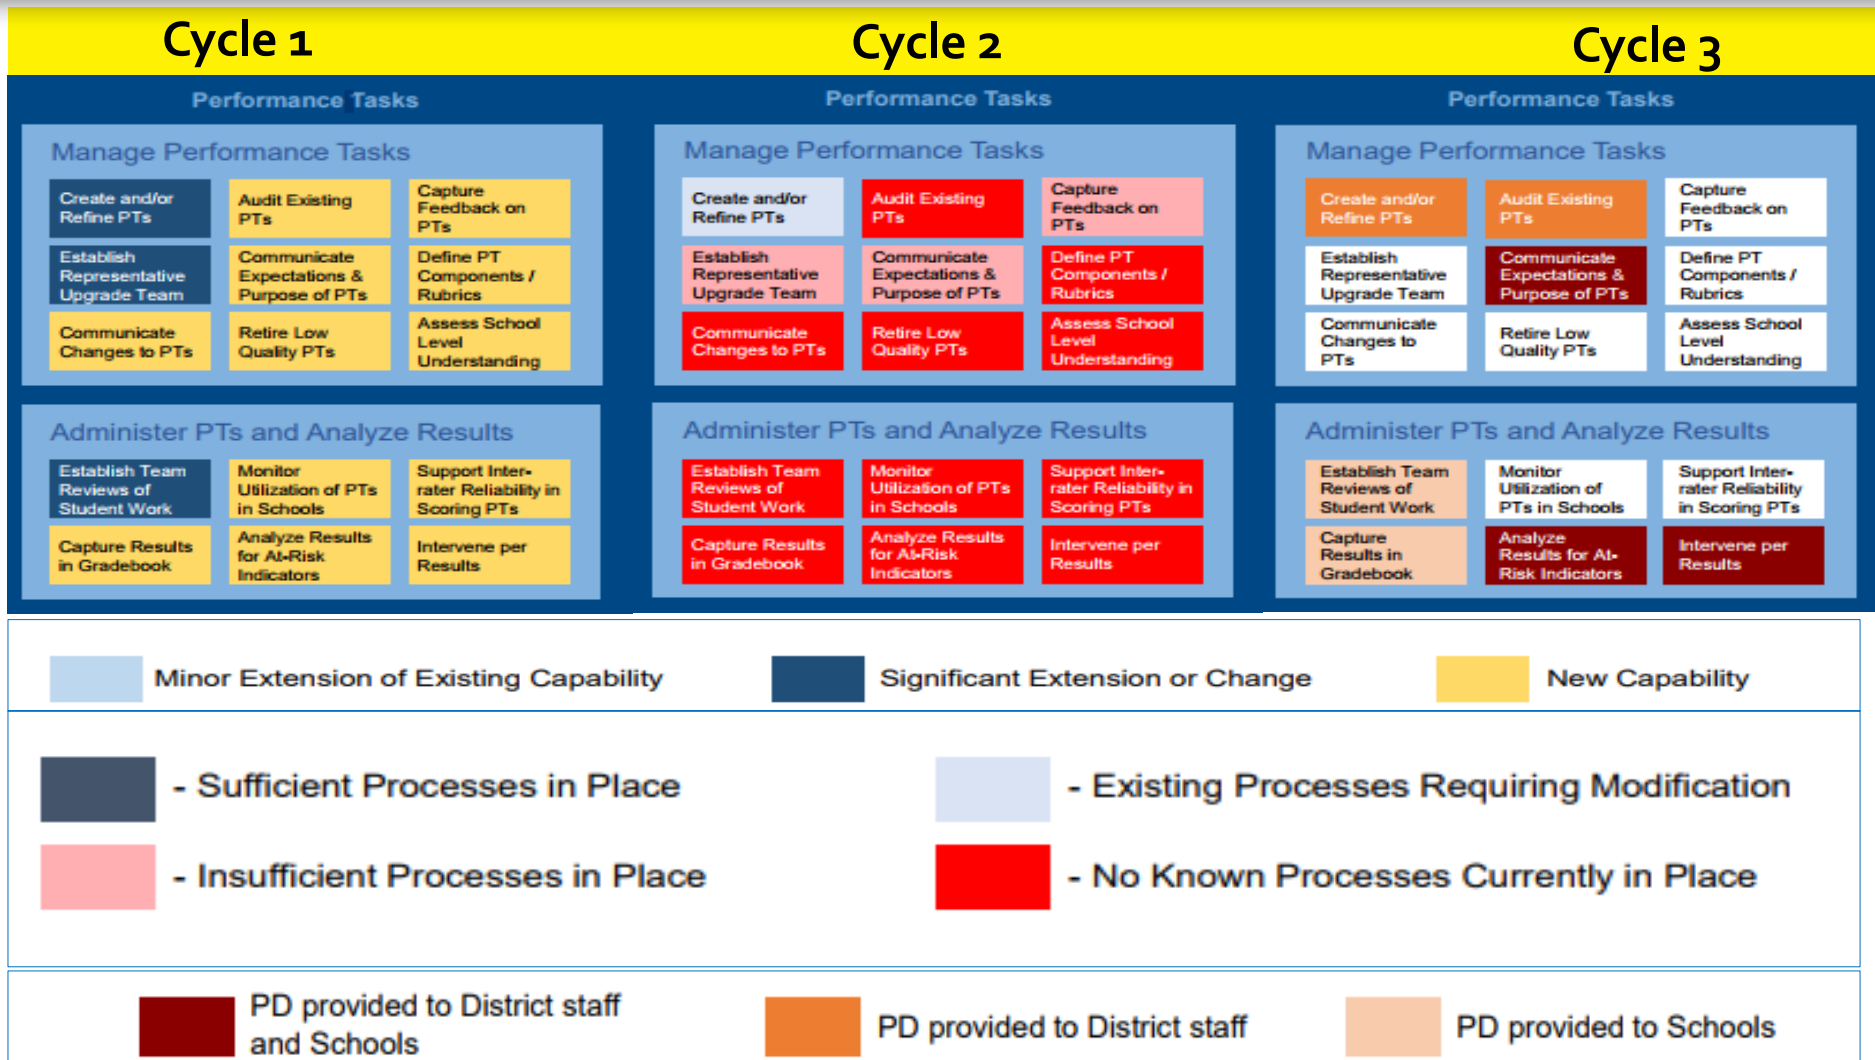 Cycle 1
Cycle 2
Cycle 3
Performance Tasks
Manage Performance Tasks
Create and/or
Refine PTs
Audit Existing
PTs
Capture
Feedback on
PTs
Establish
Representative
Upgrade Team
Communicate
Expectations &
Purpose of PTs
Define PT
Components /
Rubrics
Communicate
Changes to PTs
Retire Low
Quality PTs
Assess School
Level
Understanding
Administer PTs and Analyze Results
Establish Team
Reviews of
Student Work
Monitor
Utilization of PTs
in Schools
Support Inter-
rater Reliability in
Scoring PTs
Capture Results
in Gradebook
Analyze Results
for At-Risk
Indicators
Intervene per
Results
Performance Tasks
Manage Performance Tasks
Create and/or
Refine PTs
Audit Existing
PTs
Capture
Feedback on
PTs
Establish
Representative
Upgrade Team
Communicate
Expectations &
Purpose of PTs
Define PT
Components /
Rubrics
Communicate
Changes to PTs
Retire Low
Quality PTs
Assess School
Level
Understanding
Administer PTs and Analyze Results
Establish Team
Reviews of
Student Work
Monitor
Utilization of PTs
in Schools
Support Inter-
rater Reliability in
Scoring PTs
Capture Results
in Gradebook
Analyze Results
for At-Risk
Indicators
Intervene per
Results
Performance Tasks
Manage Performance Tasks
Create and/or
Refine PTs
Audit Existing
PTs
Capture
Feedback on
PTs
Establish
Representative
Upgrade Team
Communicate
Expectations &
Purpose of PTs
Define PT
Components /
Rubrics
Communicate
Changes to
PTs
Retire Low
Quality PTs
Assess School
Level
Understanding
Administer PTs and Analyze Results
Establish Team
Reviews of
Student Work
Monitor
Utilization of
PTs in Schools
Support Inter-
rater Reliability
in Scoring PTs
Capture
Results in
Gradebook
Analyze
Results for At-
Risk Indicators
Intervene per
Results
Minor Extension of Existing Capability
Significant Extension or Change
New Capability
- Sufficient Processes in Place
- Existing Processes Requiring Modification
- Insufficient Processes in Place
- No Known Processes Currently in Place
PD provided to District staff
and Schools
PD provided to District staff
PD provided to Schools